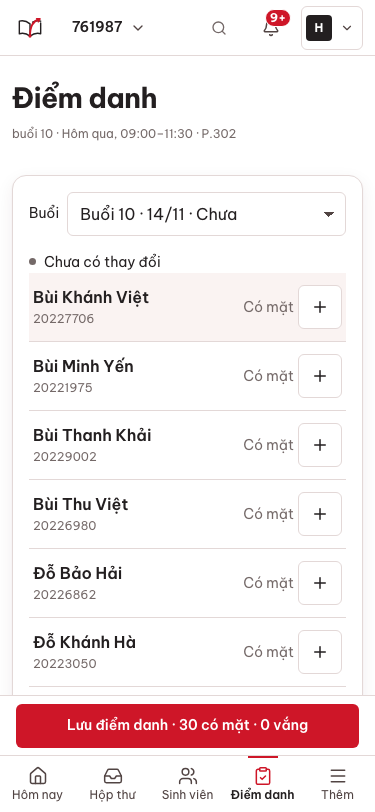 761987
9+
H
Điểm danh
buổi 10 · Hôm qua, 09:00–11:30 · P.302
Buổi
Buổi 10 · 14/11 · Chưa
Chưa có thay đổi
Bùi Khánh Việt
Có mặt
20227706
Bùi Minh Yến
Có mặt
20221975
Bùi Thanh Khải
Có mặt
20229002
Bùi Thu Việt
Có mặt
20226980
Đỗ Bảo Hải
Có mặt
20226862
Đỗ Khánh Hà
Có mặt
20223050
Lưu điểm danh · 30 có mặt · 0 vắng
Hôm nay
Hộp thư
Sinh viên
Điểm danh
Thêm